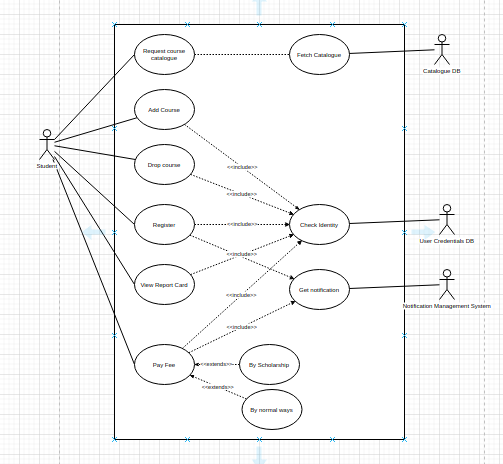 Request course
catalogue
Fetch Catalogue
Catalogue DB
Add Course
Student
Drop course
<<include>>
<<include>>
Register
<<include>>
Check Identity
User Credentials DB
<<include>>
View Report Card
<<include>>
Get notification
Notification Management System
<<include>>
Pay Fee
<<extends>>
By Scholarship
<<extends>>
By normal ways